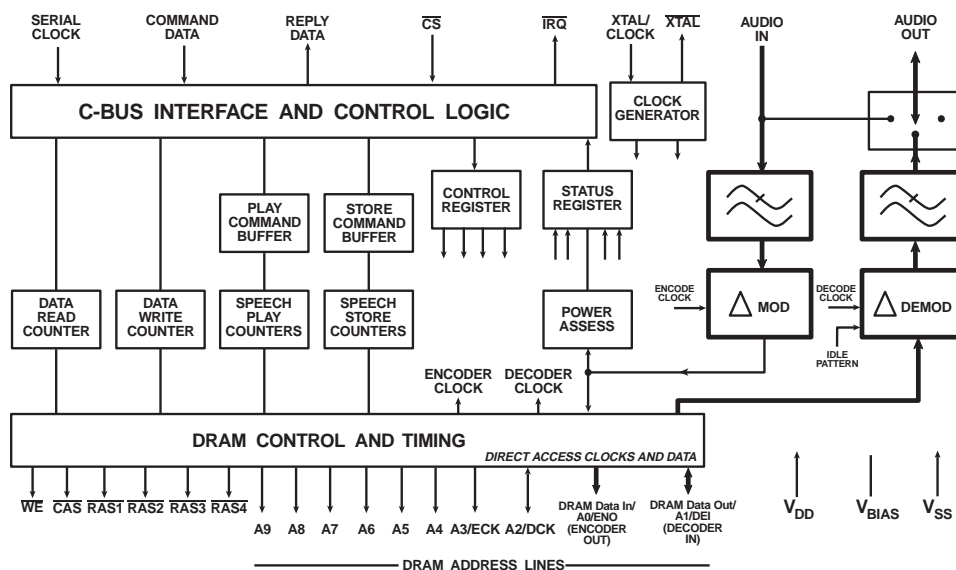 SERIAL
CLOCK
COMMAND
DATA
REPLY
DATA
CS
IRQ
XTAL/
CLOCK
XTAL
AUDIO
IN
AUDIO
OUT
C-BUS INTERFACE AND CONTROL LOGIC
CLOCK
GENERATOR
PLAY
COMMAND
BUFFER
STORE
COMMAND
BUFFER
CONTROL
REGISTER
STATUS
REGISTER
DATA
READ
COUNTER
DATA
WRITE
COUNTER
SPEECH
PLAY
COUNTERS
SPEECH
STORE
COUNTERS
POWER
ASSESS
ENCODE
CLOCK
Δ MOD
DECODE
CLOCK
Δ DEMOD
IDLE
PATTERN
ENCODER
CLOCK
DECODER
CLOCK
DRAM CONTROL AND TIMING
DIRECT ACCESS CLOCKS AND DATA
WE
CAS
RAS1
RAS2
RAS3
RAS4
A9
A8
A7
A6
A5
A4
A3/ECK
A2/DCK
DRAM Data In/
A0/ENO
(ENCODER
OUT)
DRAM Data Out/
A1/DEI
(DECODER
IN)
VDD
VBIAS
VSS
DRAM ADDRESS LINES